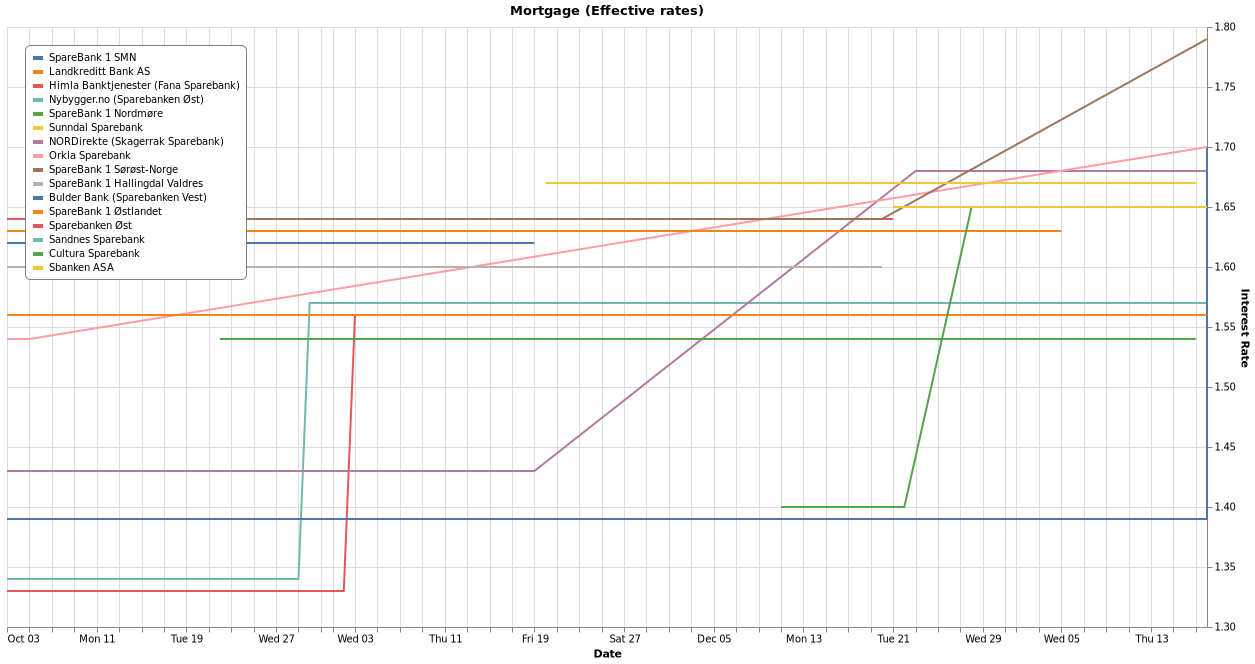 Mortgage (Effective rates)
SpareBank 1 SMN
Landkreditt Bank AS
Himla Banktjenester (Fana Sparebank)
Nybygger.no (Sparebanken Øst)
SpareBank 1 Nordmøre
Sunndal Sparebank
NORDirekte (Skagerrak Sparebank)
Orkla Sparebank
SpareBank 1 Sørøst-Norge
SpareBank 1 Hallingdal Valdres
Bulder Bank (Sparebanken Vest)
SpareBank 1 Østlandet
Sparebanken Øst
Sandnes Sparebank
Cultura Sparebank
Sbanken ASA
1.80
1.75
1.70
1.65
1.60
1.55
1.50
1.45
1.40
1.35
1.30
Interest Rate
Oct 03 Mon 11 Tue 19 Wed 27 Wed 03 Thu 11 Fri 19 Sat 27 Dec 05 Mon 13 Tue 21 Wed 29 Wed 05 Thu 13
Date